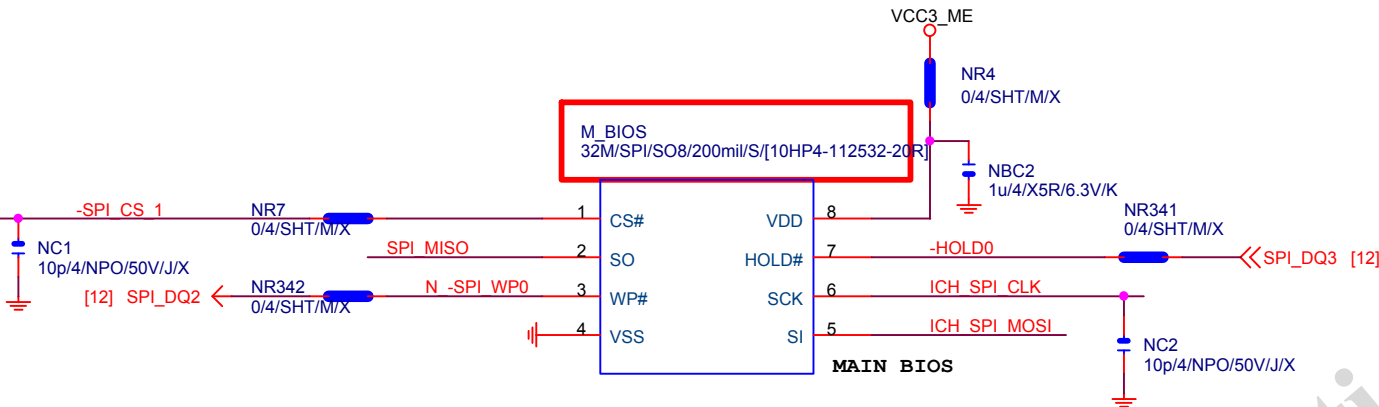 VCC3_ME
NR4
0/4/SHT/M/X
M_BIOS
32M/SPI/SO8/200mil/S/[10HP4-112532-20R]
NBC2
1u/4/X5R/6.3V/K
-SPI_CS_1
NR7
0/4/SHT/M/X
1
CS#
VDD
8
NR341
0/4/SHT/M/X
NC1
10p/4/NPO/50V/J/X
SPI_MISO
2
SO
HOLD#
7
-HOLD0
SPI_DQ3 [12]
[12] SPI_DQ2
NR342
0/4/SHT/M/X
N_-SPI_WP0
3
WP#
SCK
6
ICH_SPI_CLK
4
VSS
SI
5
ICH_SPI_MOSI
NC2
10p/4/NPO/50V/J/X
MAIN BIOS